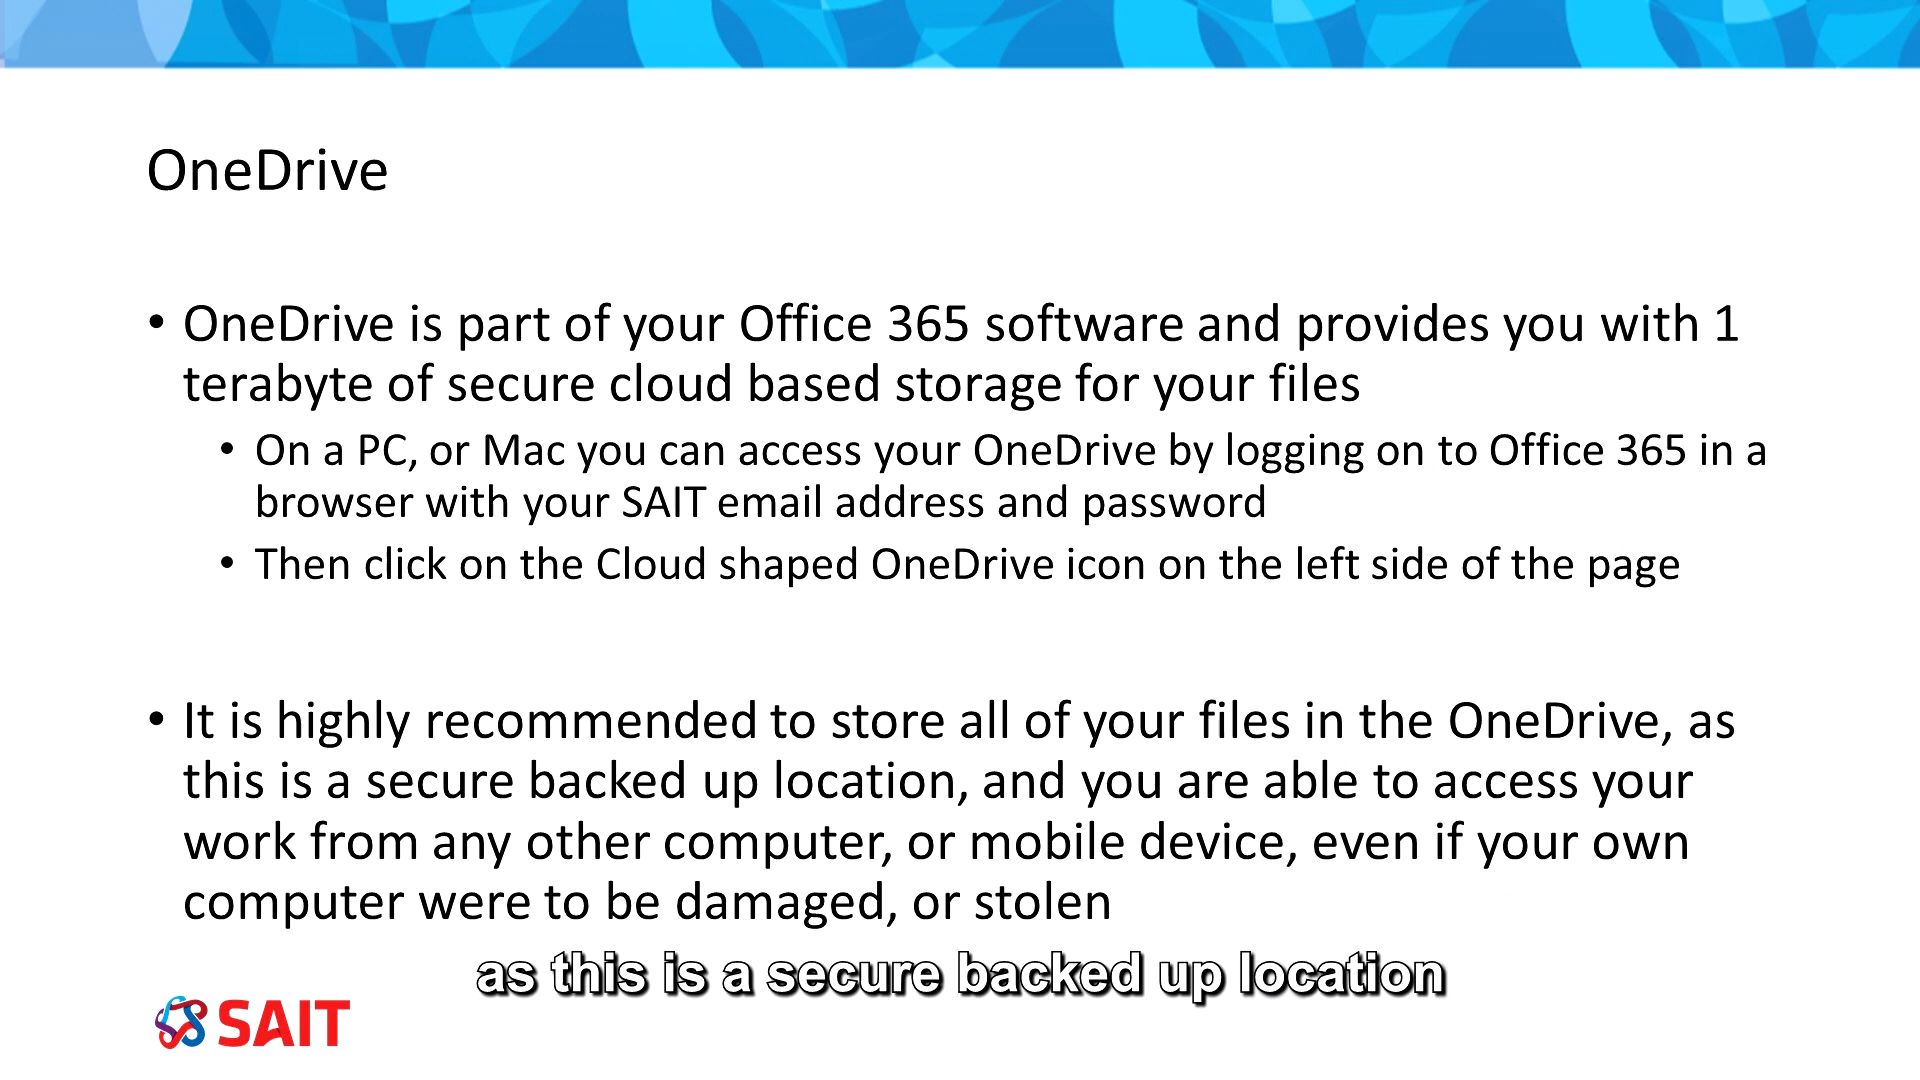 OneDrive
• OneDrive is part of your Office 365 software and provides you with 1
terabyte of secure cloud based storage for your files
• On a PC, or Mac you can access your OneDrive by logging on to Office 365 in a
browser with your SAIT email address and password
• Then click on the Cloud shaped OneDrive icon on the left side of the page
• It is highly recommended to store all of your files in the OneDrive, as
this is a secure backed up location, and you are able to access your
work from any other computer, or mobile device, even if your own
computer were to be damaged, or stolen
as this is a secure backed up location
SAIT